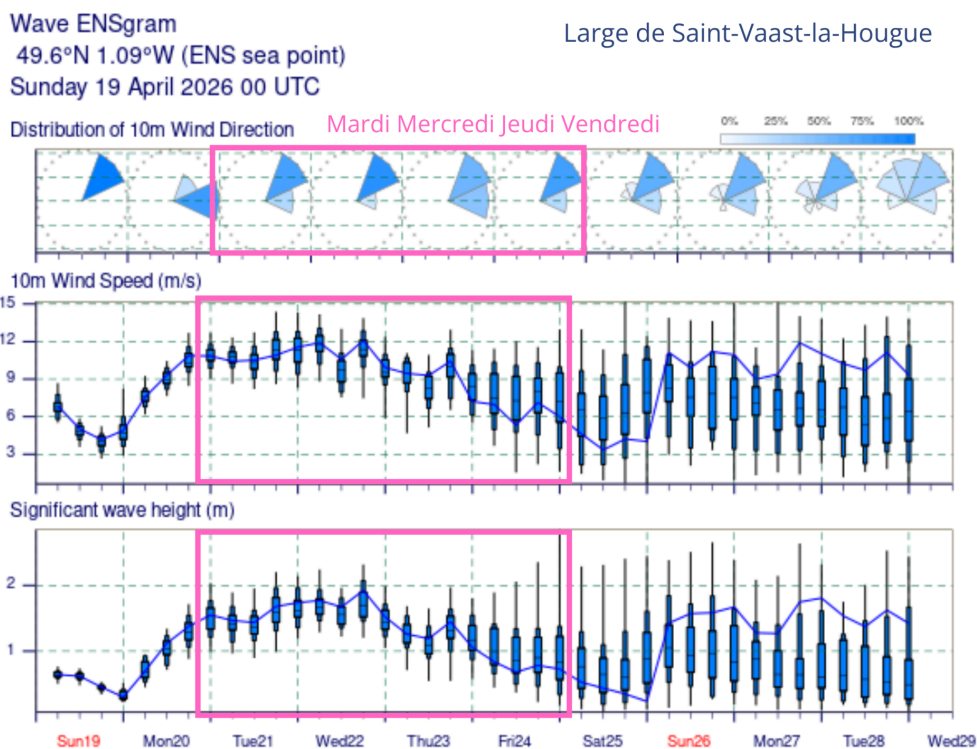 Wave ENSgram
Large de Saint-Vaast-la-Hougue
49.6°N 1.09°W (ENS sea point)
Sunday 19 April 2026 00 UTC
Distribution of 10m Wind Direction
Mardi Mercredi Jeudi Vendredi
0% 25% 50% 75% 100%
10m Wind Speed (m/s)
15
12
9
6
3
Significant wave height (m)
2
1
Sun19 Mon20 Tue21 Wed22 Thu23 Fri24 Sat25 Sun26 Mon27 Tue28 Wed29